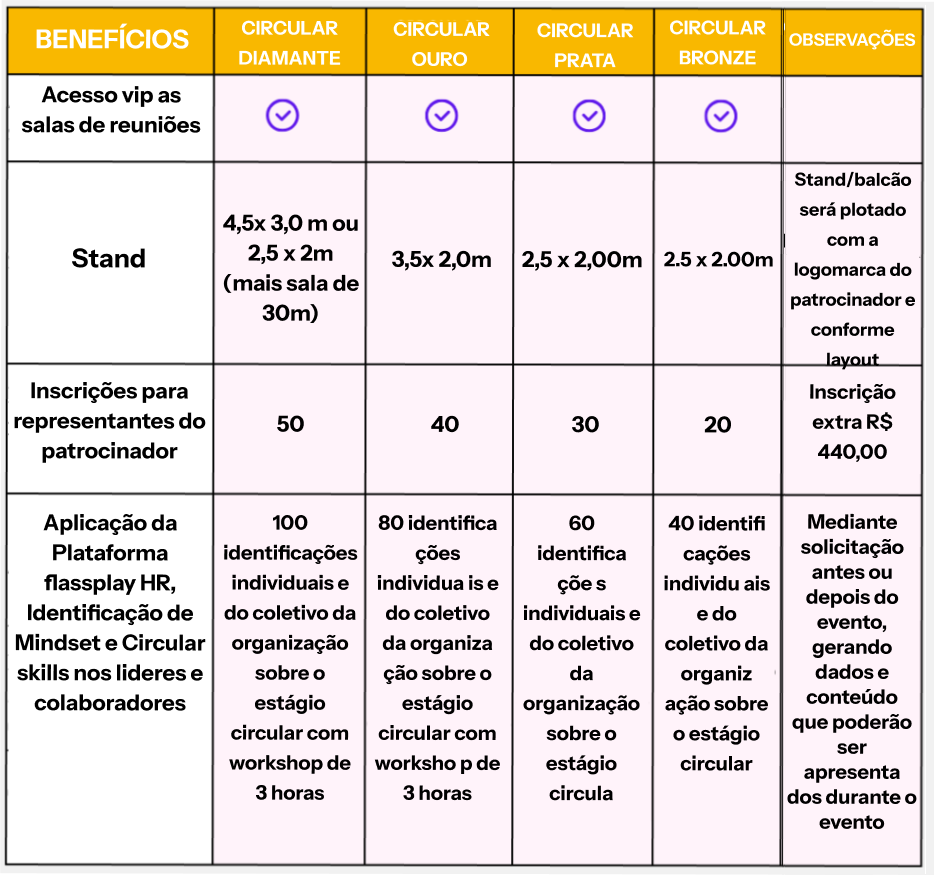 BENEFÍCIOS
CIRCULAR
DIAMANTE
CIRCULAR
OURO
CIRCULAR
PRATA
CIRCULAR
BRONZE
OBSERVAÇÕES
Acesso vip as
salas de reuniões
Stand
4,5x 3,0 m ou
2,5 x 2m
(mais sala de
30m)
3,5x 2,0m
2,5 x 2,00m
2.5 x 2.00m
Stand/balcão
será plotado
com a
logomarca do
patrocinador e
conforme
layout
Inscrições para
representantes do
patrocinador
50
40
30
20
Inscrição
extra R$
440,00
Aplicação da
Plataforma
flassplay HR,
Identificação de
Mindset e Circular
skills nos lideres e
colaboradores
100
identificações
individuais e
do coletivo da
organização
sobre o
estágio
circular com
workshop de
3 horas
80 identifica
ções
individua is e
do coletivo
da organiza
ção sobre o
estágio
circular com
worksho p de
3 horas
60
identifica
çõe s
individuais e
do coletivo
da
organização
sobre o
estágio
circula
40 identifi
cações
individu ais
e do
coletivo da
organiz
ação sobre
o estágio
circular
Mediante
solicitação
antes ou
depois do
evento,
gerando
dados e
conteúdo
que poderão
ser
apresenta
dos durante o
evento